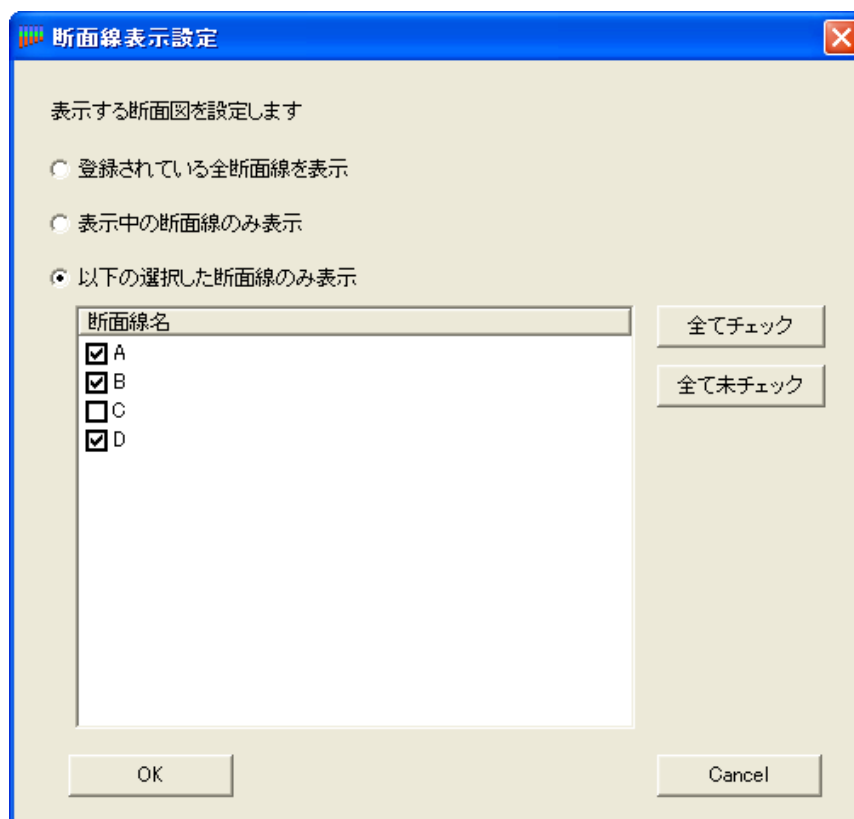 断面線表示設定
表示する断面図を設定します
登録されている全断面線を表示
表示中の断面線のみ表示
以下の選択した断面線のみ表示
断面線名
A
B
C
D
全てチェック
全て未チェック
OK
Cancel